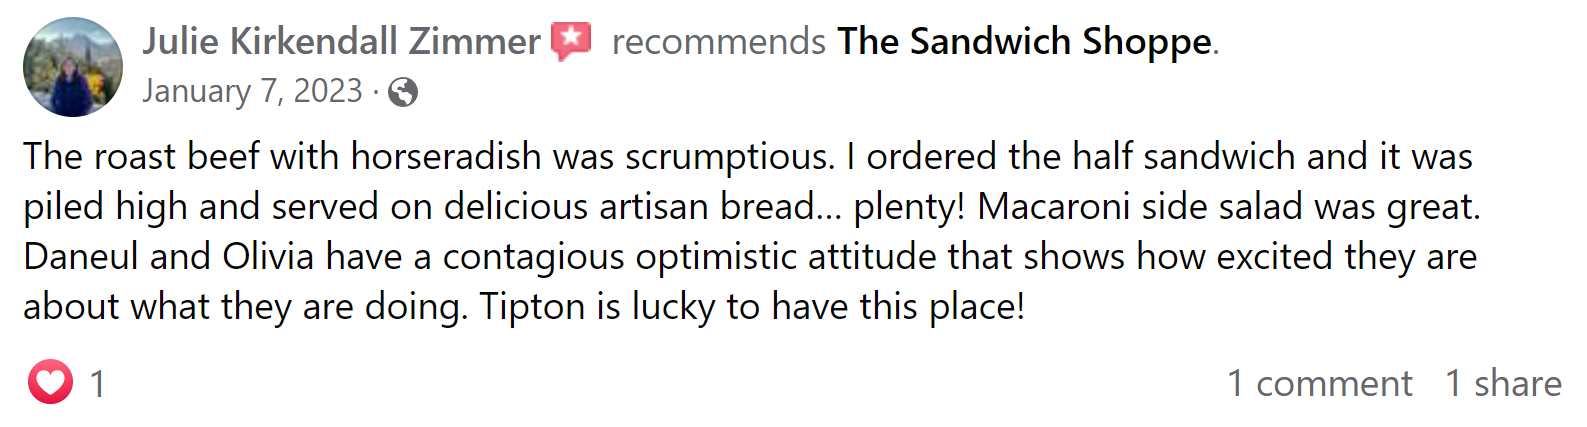 Julie Kirkendall Zimmer recommends The Sandwich Shoppe.
January 7, 2023 ·
The roast beef with horseradish was scrumptious. I ordered the half sandwich and it was
piled high and served on delicious artisan bread... plenty! Macaroni side salad was great.
Daneul and Olivia have a contagious optimistic attitude that shows how excited they are
about what they are doing. Tipton is lucky to have this place!
1 1 comment 1 share